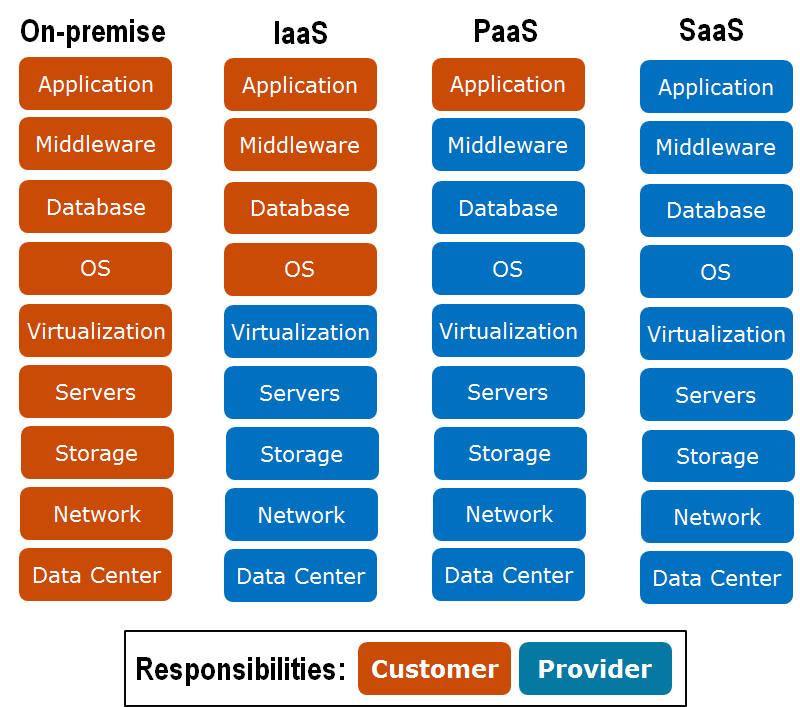 On-premise IaaS PaaS SaaS
Application Application Application Application
Middleware Middleware Middleware Middleware
Database Database Database Database
OS OS OS OS
Virtualization Virtualization Virtualization Virtualization
Servers Servers Servers Servers
Storage Storage Storage Storage
Network Network Network Network
Data Center Data Center Data Center Data Center
Responsibilities: Customer Provider